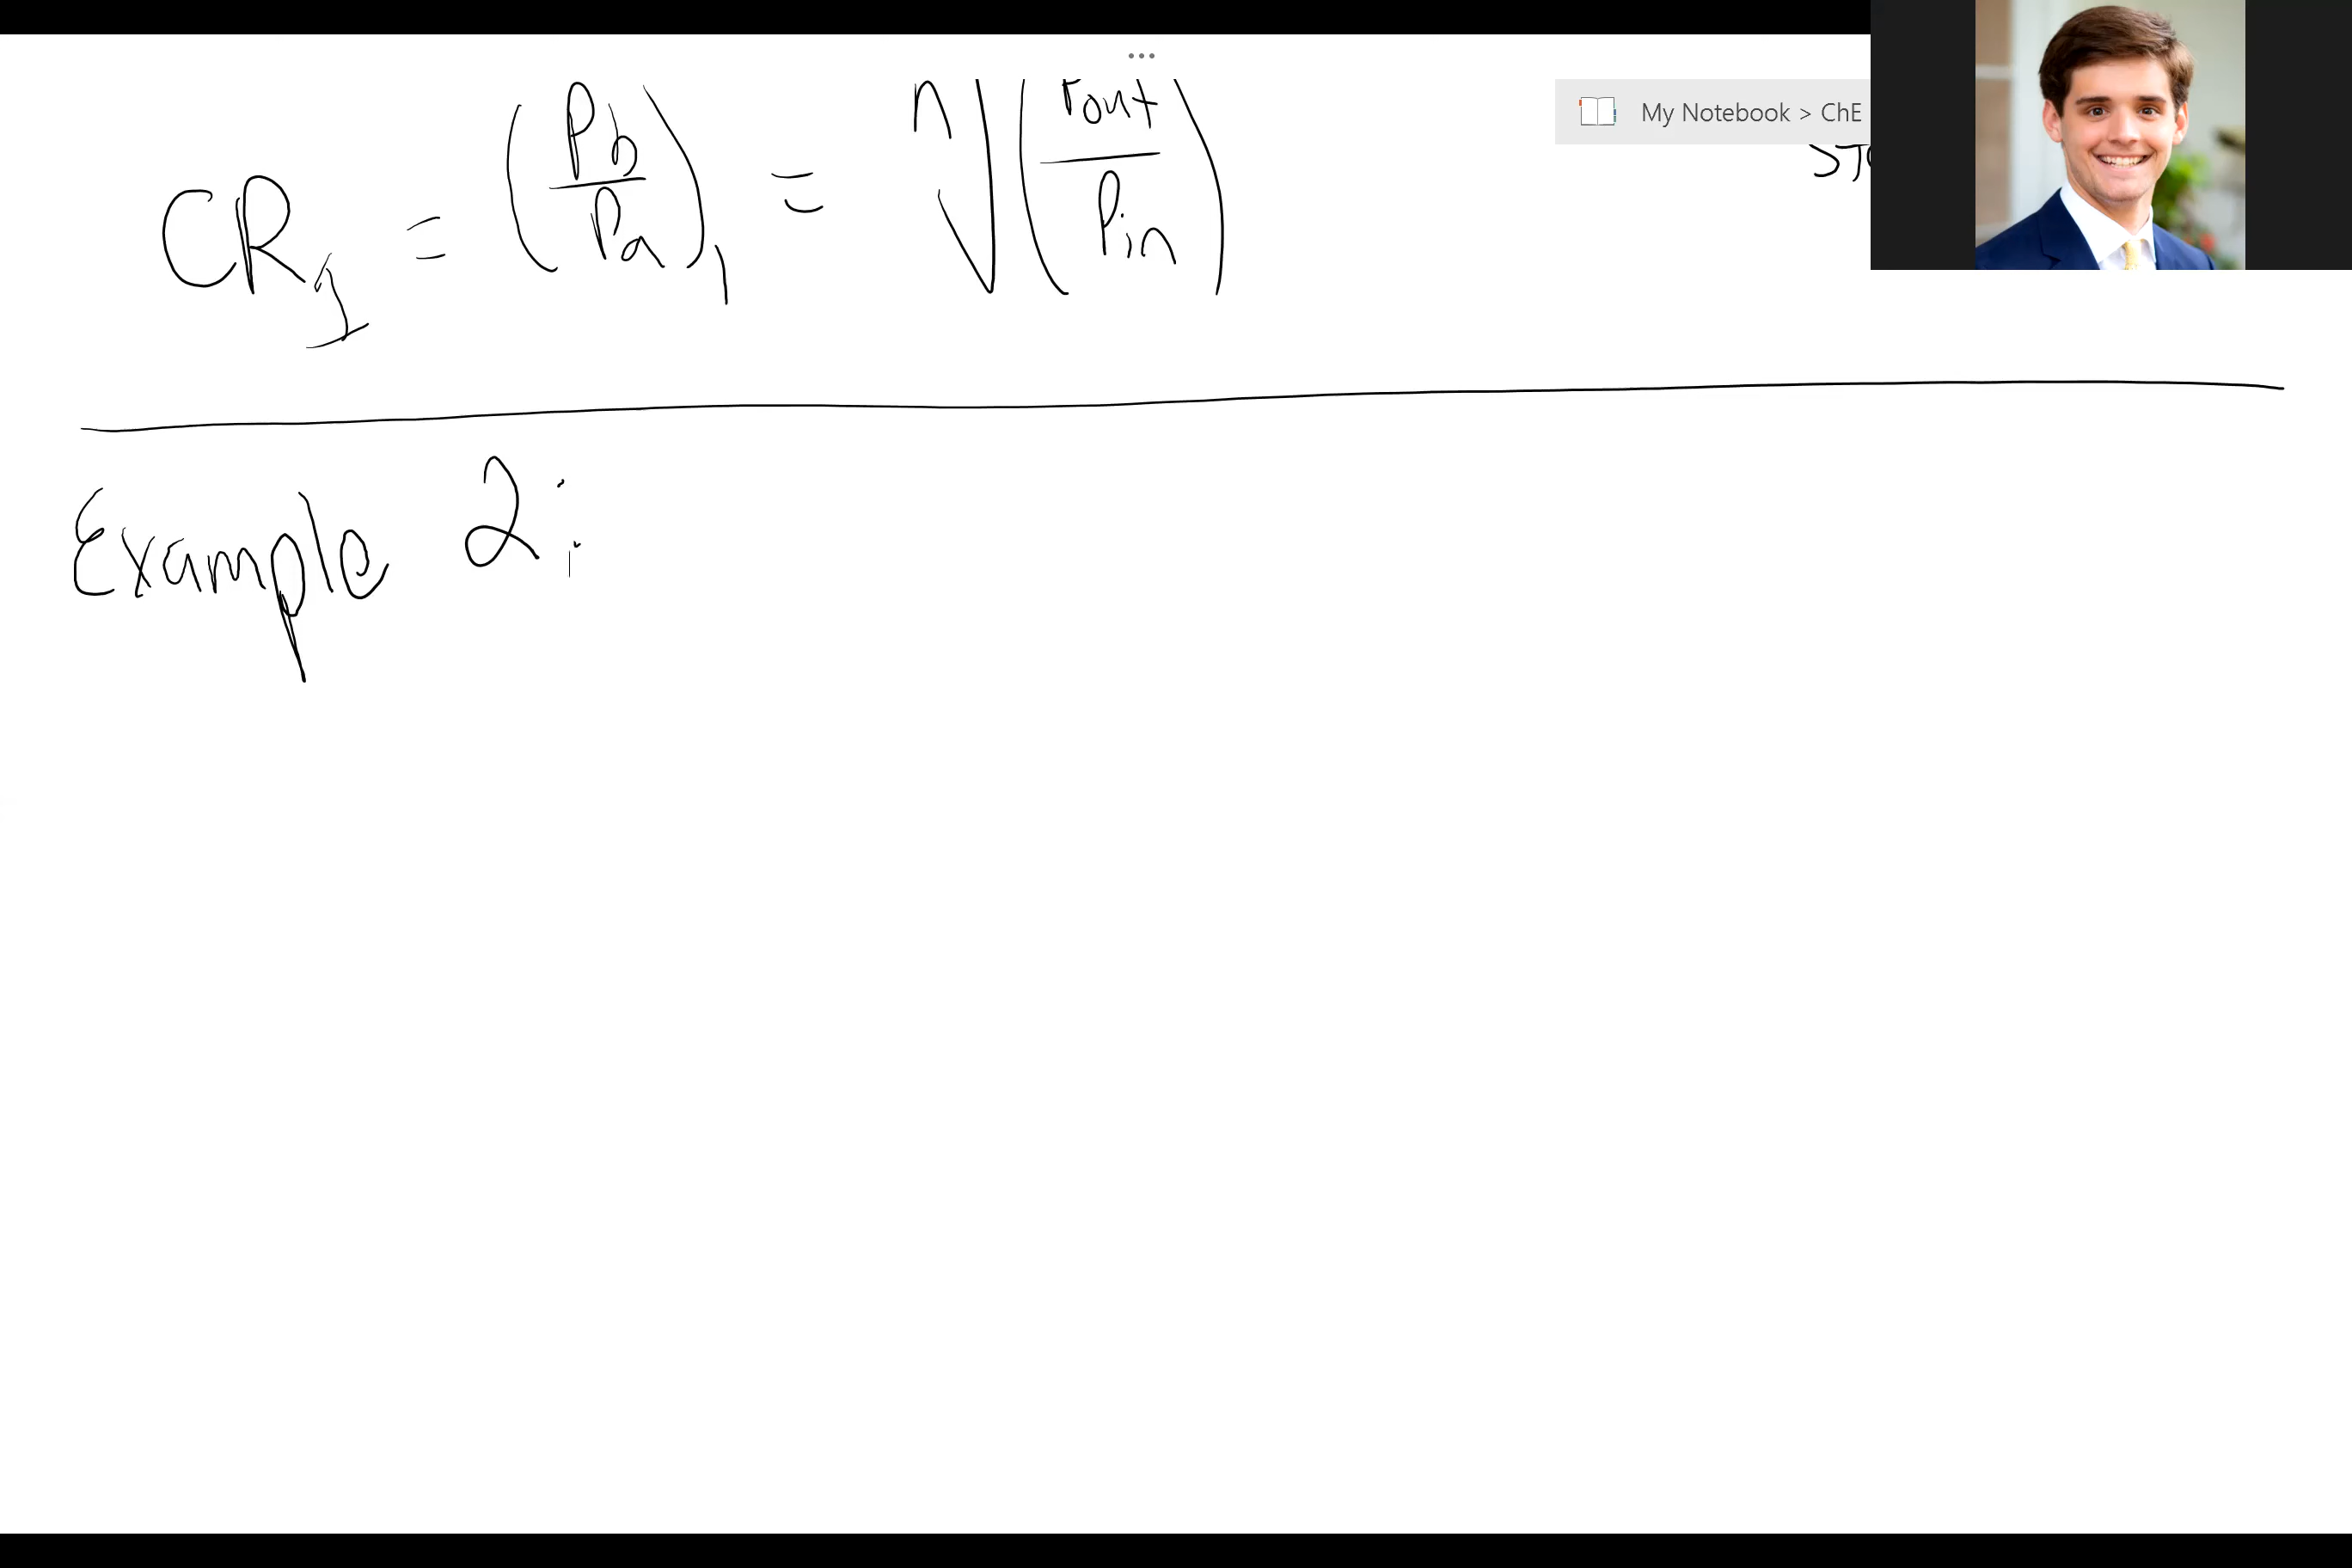 My Notebook > ChE
CR₁ = (Pb/Pa)₁ = ⁿ√(Pout/Pin)
Example 2: